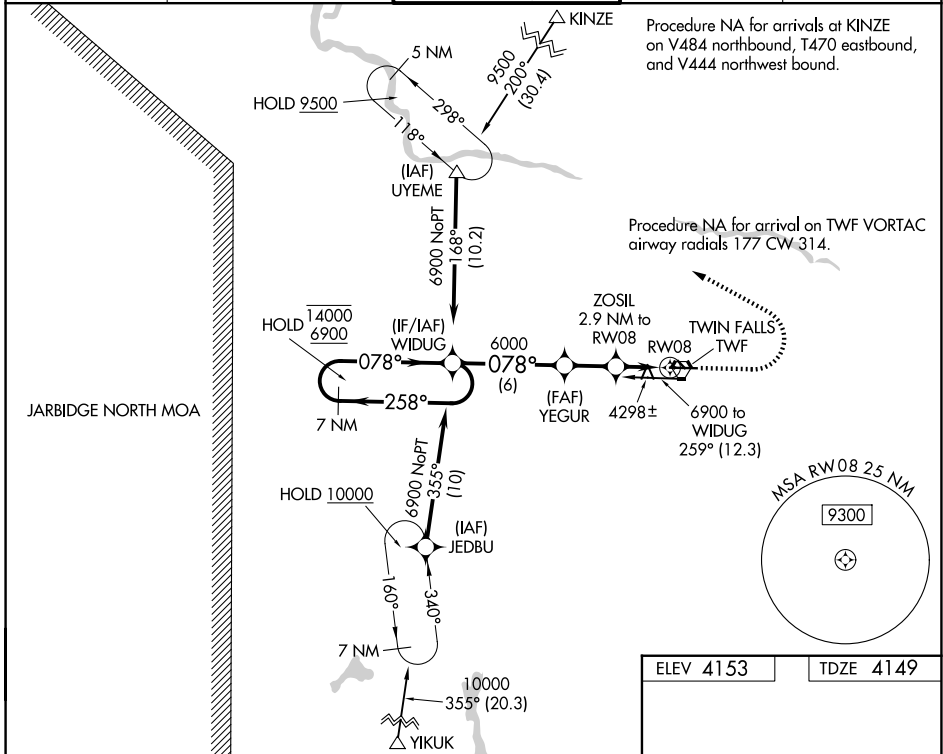 KINZE
Procedure NA for arrivals at KINZE
on V484 northbound, T470 eastbound,
and V444 northwest bound.
5 NM
9500
200°
(30.4)
HOLD 9500
298°
118°
(IAF)
UYEME
6900 NoPT
168°
(10.2)
Procedure NA for arrival on TWF VORTAC
airway radials 177 CW 314.
ZOSIL
2.9 NM to
RW08
TWIN FALLS
TWF
RW08
HOLD 14000
6900
(IF/IAF)
WIDUG
6000
078°
078°
(6)
258°
7 NM
(FAF)
YEGUR
4298±
6900 to
WIDUG
259° (12.3)
JARBIDGE NORTH MOA
6900 NoPT
355°
(10)
HOLD 10000
(IAF)
JEDBU
160°
340°
7 NM
10000
355° (20.3)
YIKUK
MSA RW08 25 NM
9300
ELEV 4153
TDZE 4149